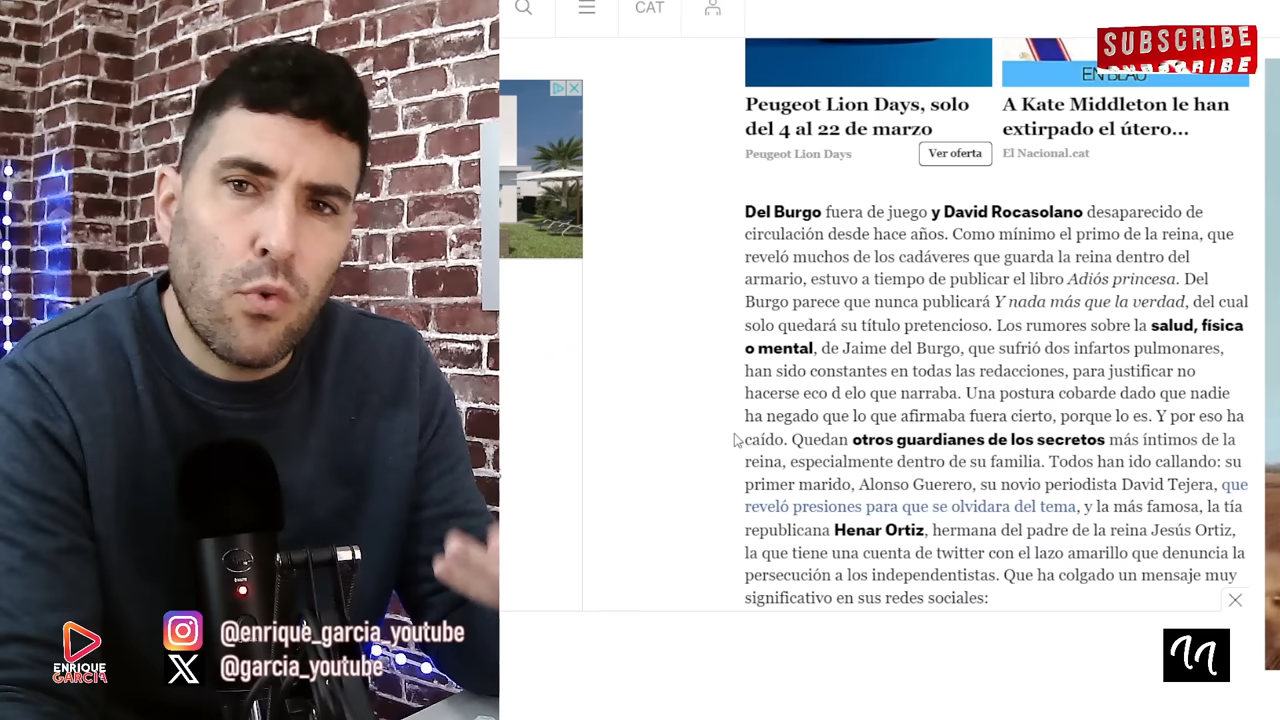 CAT
SUBSCRIBE
EN BLAU
Peugeot Lion Days, solo
del 4 al 22 de marzo
Peugeot Lion Days
Ver oferta
A Kate Middleton le han
extirpado el útero...
El Nacional.cat
Del Burgo fuera de juego y David Rocasolano desaparecido de
circulación desde hace años. Como mínimo el primo de la reina, que
reveló muchos de los cadáveres que guarda la reina dentro del
armario, estuvo a tiempo de publicar el libro Adiós princesa. Del
Burgo parece que nunca publicará Y nada más que la verdad, del cual
solo quedará su título pretencioso. Los rumores sobre la salud, física
o mental, de Jaime del Burgo, que sufrió dos infartos pulmonares,
han sido constantes en todas las redacciones, para justificar no
hacerse eco d elo que narraba. Una postura cobarde dado que nadie
ha negado que lo que afirmaba fuera cierto, porque lo es. Y por eso ha
caído. Quedan otros guardianes de los secretos más íntimos de la
reina, especialmente dentro de su familia. Todos han ido callando: su
primer marido, Alonso Guerero, su novio periodista David Tejera, que
reveló presiones para que se olvidara del tema, y la más famosa, la tía
republicana Henar Ortiz, hermana del padre de la reina Jesús Ortiz,
la que tiene una cuenta de twitter con el lazo amarillo que denuncia la
persecución a los independentistas. Que ha colgado un mensaje muy
significativo en sus redes sociales:
@enrique_garcia_youtube
@garcia_youtube
ENRIQUE
GARCIA